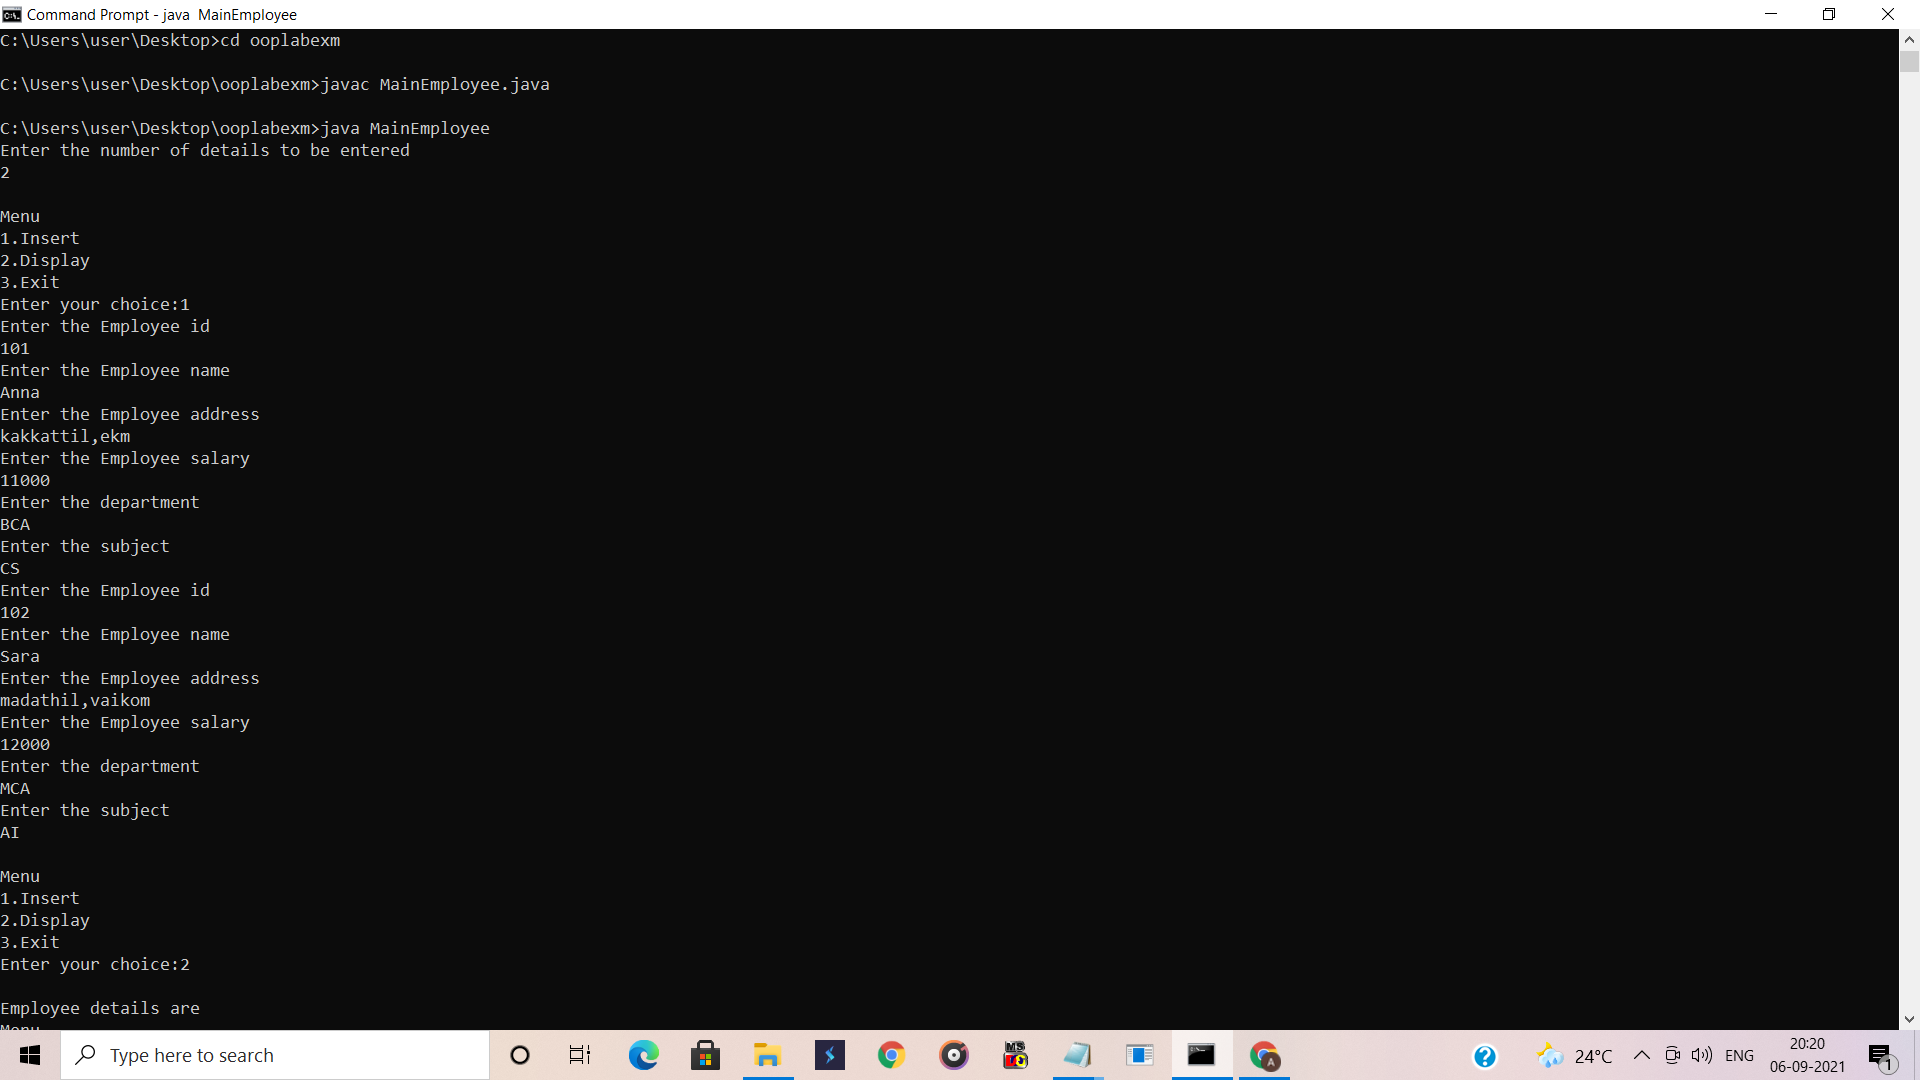 Command Prompt - java  MainEmployee
C:\Users\user\Desktop>cd ooplabexm
C:\Users\user\Desktop\ooplabexm>javac MainEmployee.java
C:\Users\user\Desktop\ooplabexm>java MainEmployee
Enter the number of details to be entered
2
Menu
1.Insert
2.Display
3.Exit
Enter your choice:1
Enter the Employee id
101
Enter the Employee name
Anna
Enter the Employee address
kakkattil,ekm
Enter the Employee salary
11000
Enter the department
BCA
Enter the subject
CS
Enter the Employee id
102
Enter the Employee name
Sara
Enter the Employee address
madathil,vaikom
Enter the Employee salary
12000
Enter the department
MCA
Enter the subject
AI
Menu
1.Insert
2.Display
3.Exit
Enter your choice:2
Employee details are
Menu
Type here to search
MS
A
24°C
ENG
20:20
06-09-2021
1